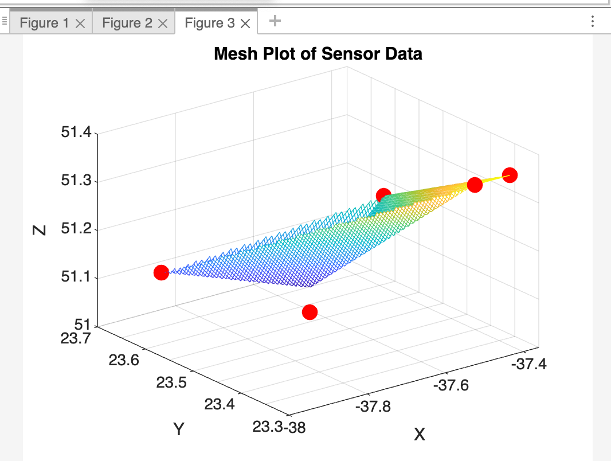 Figure 1 × Figure 2 × Figure 3 × +
Mesh Plot of Sensor Data
51.4
51.3
51.2
51.1
51
Z
23.7
23.6
23.5
23.4
23.3
Y
-38
-37.8
-37.6
-37.4
X